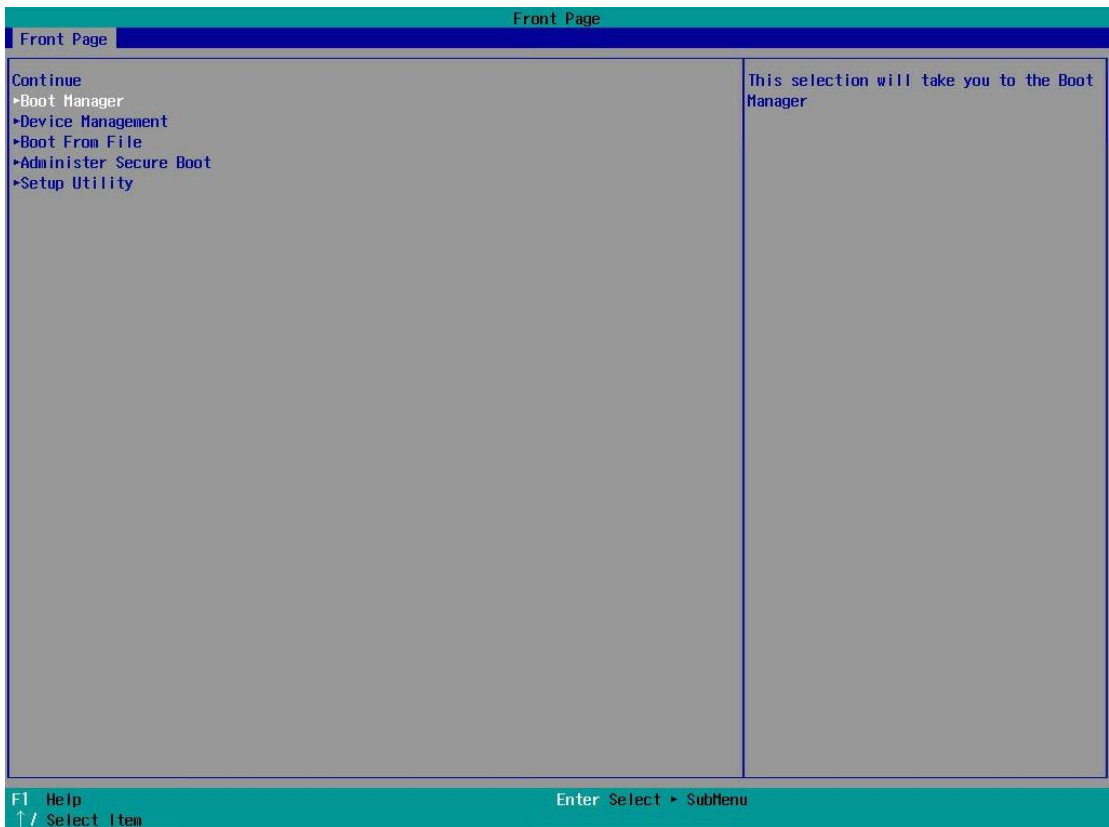 Front Page
Front Page
Continue
▸Boot Manager
▸Device Management
▸Boot From File
▸Administer Secure Boot
▸Setup Utility
This selection will take you to the Boot
Manager
F1 Help
Enter Select ▸ SubMenu
↑/ Select Item